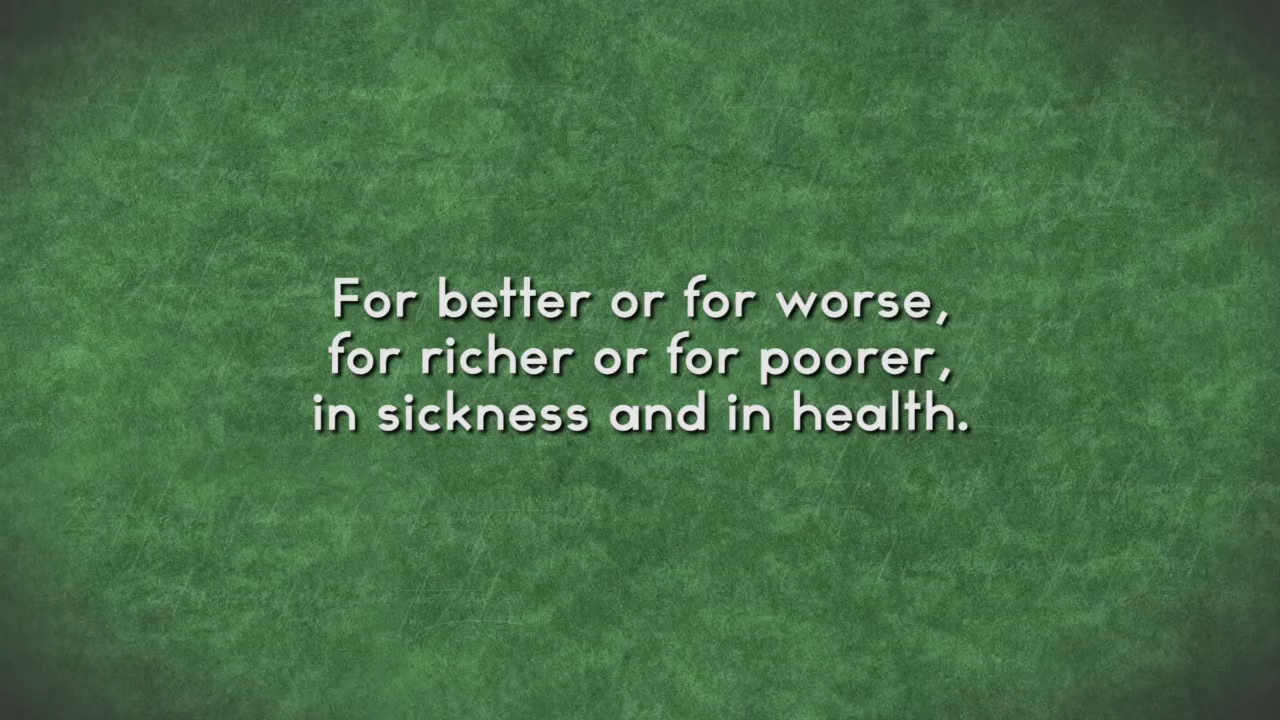 For better or for worse,
for richer or for poorer,
in sickness and in health.